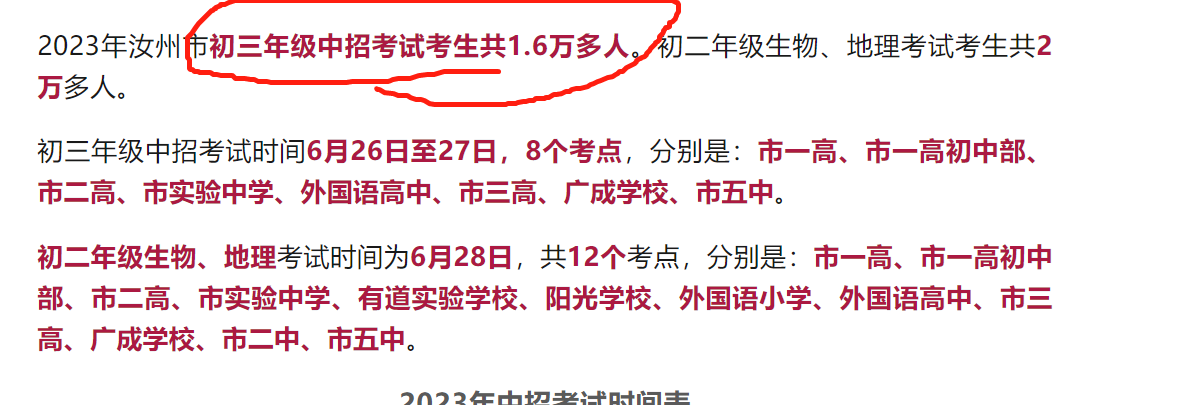 2023年汝州市初三年级中招考试考生共1.6万多人。初二年级生物、地理考试考生共2
万多人。
初三年级中招考试时间6月26日至27日，8个考点，分别是：市一高、市一高初中部、
市二高、市实验中学、外国语高中、市三高、广成学校、市五中。
初二年级生物、地理考试时间为6月28日，共12个考点，分别是：市一高、市一高初中
部、市二高、市实验中学、有道实验学校、阳光学校、外国语小学、外国语高中、市三
高、广成学校、市二中、市五中。
2023年中招考试时间表